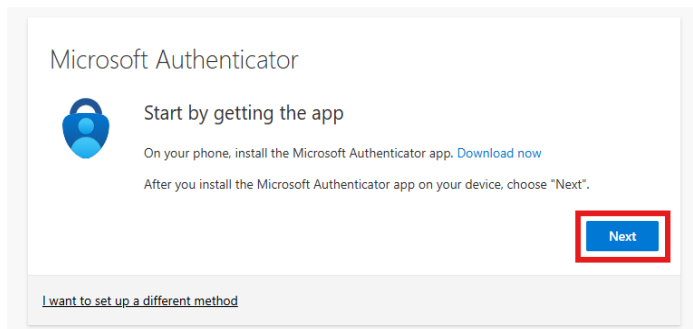 Microsoft Authenticator
Start by getting the app
On your phone, install the Microsoft Authenticator app. Download now
After you install the Microsoft Authenticator app on your device, choose "Next".
Next
I want to set up a different method